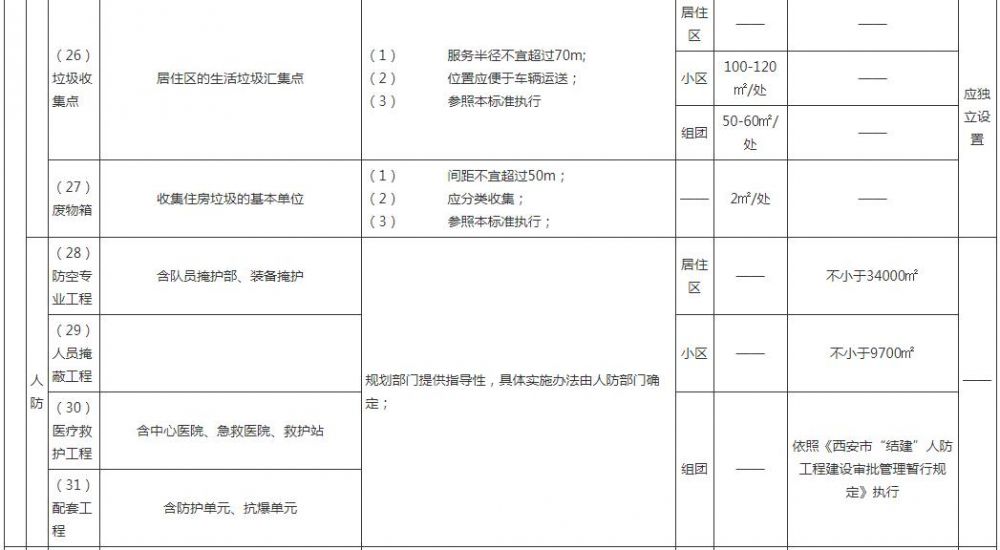 （26）
垃圾收
集点
居住区的生活垃圾汇集点
（1） 服务半径不宜超过70m;
（2） 位置应便于车辆运送；
（3） 参照本标准执行
居住
区
——
——
小区
100-120
㎡/处
——
组团
50-60㎡/
处
——
应独
立设
置
（27）
废物箱
收集住房垃圾的基本单位
（1） 间距不宜超过50m；
（2） 应分类收集；
（3） 参照本标准执行；
——
2㎡/处
——
人
防
（28）
防空专
业工程
含队员掩护部、装备掩护
规划部门提供指导性，具体实施办法由人防部门确
定；
居住
区
——
不小于34000㎡
——
（29）
人员掩
蔽工程
小区
——
不小于9700㎡
（30）
医疗救
护工程
含中心医院、急救医院、救护站
组团
——
依照《西安市“结建”人防
工程建设审批管理暂行规
定》执行
（31）
配套工
程
含防护单元、抗爆单元